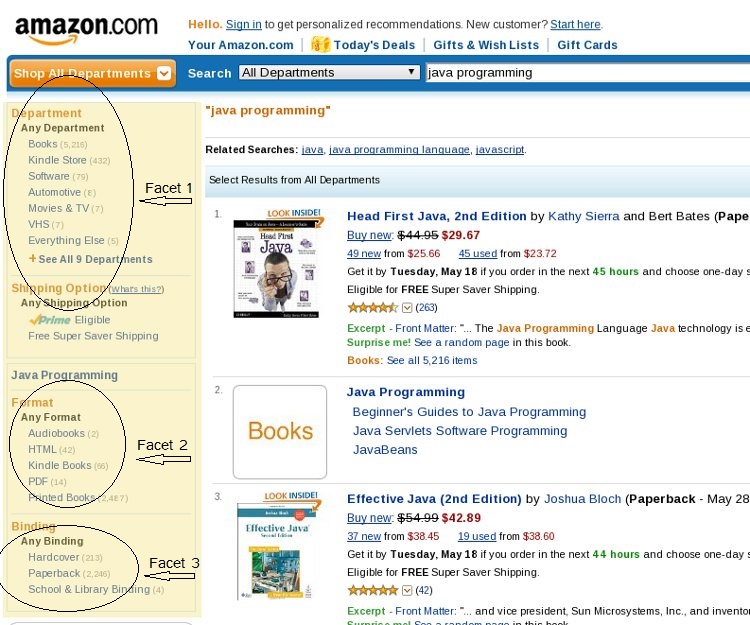 amazon.com
Hello. Sign in to get personalized recommendations. New customer? Start here.
Your Amazon.com Today's Deals Gifts & Wish Lists Gift Cards
Shop All Departments Search All Departments java programming
Department
Any Department
Books (5,216)
Kindle Store (432)
Software (79)
Automotive (8)
Movies & TV (7)
VHS (7)
Everything Else (5)
+ See All 9 Departments
Shipping Option (What's this?)
Any Shipping Option
Prime Eligible
Free Super Saver Shipping
Facet 1
Java Programming
Format
Any Format
Audiobooks (2)
HTML (42)
Kindle Books (66)
PDF (14)
Printed Books (2,487)
Facet 2
Binding
Any Binding
Hardcover (213)
Paperback (2,246)
School & Library Binding (4)
Facet 3
"java programming"
Related Searches: java, java programming language, javascript.
Select Results from All Departments
1.
LOOK INSIDE!
Head First
Java
Head First Java, 2nd Edition by Kathy Sierra and Bert Bates (Pape
Buy new: $44.95 $29.67
49 new from $25.66 45 used from $23.72
Get it by Tuesday, May 18 if you order in the next 45 hours and choose one-day s
Eligible for FREE Super Saver Shipping.
(263)
Excerpt - Front Matter: "... The Java Programming Language Java technology is e
Surprise me! See a random page in this book.
Books: See all 5,216 items
2.
Books
Java Programming
Beginner's Guides to Java Programming
Java Servlets Software Programming
JavaBeans
3.
LOOK INSIDE!
Effective Java
Second Edition
Effective Java (2nd Edition) by Joshua Bloch (Paperback - May 28
Buy new: $54.99 $42.89
37 new from $38.45 19 used from $38.60
Get it by Tuesday, May 18 if you order in the next 44 hours and choose one-day s
Eligible for FREE Super Saver Shipping.
(42)
Excerpt - Front Matter: "... and vice president, Sun Microsystems, Inc., and invento
Surprise me! See a random page in this book.